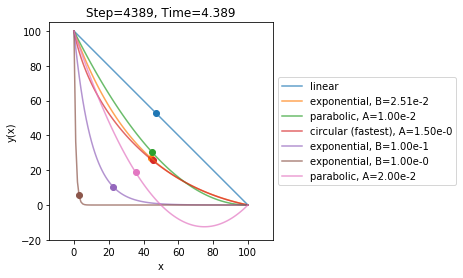 Step=4389, Time=4.389
100
80
60
40
20
0
−20
y(x)
0
20
40
60
80
100
x
linear
exponential, B=2.51e-2
parabolic, A=1.00e-2
circular (fastest), A=1.50e-0
exponential, B=1.00e-1
exponential, B=1.00e-0
parabolic, A=2.00e-2